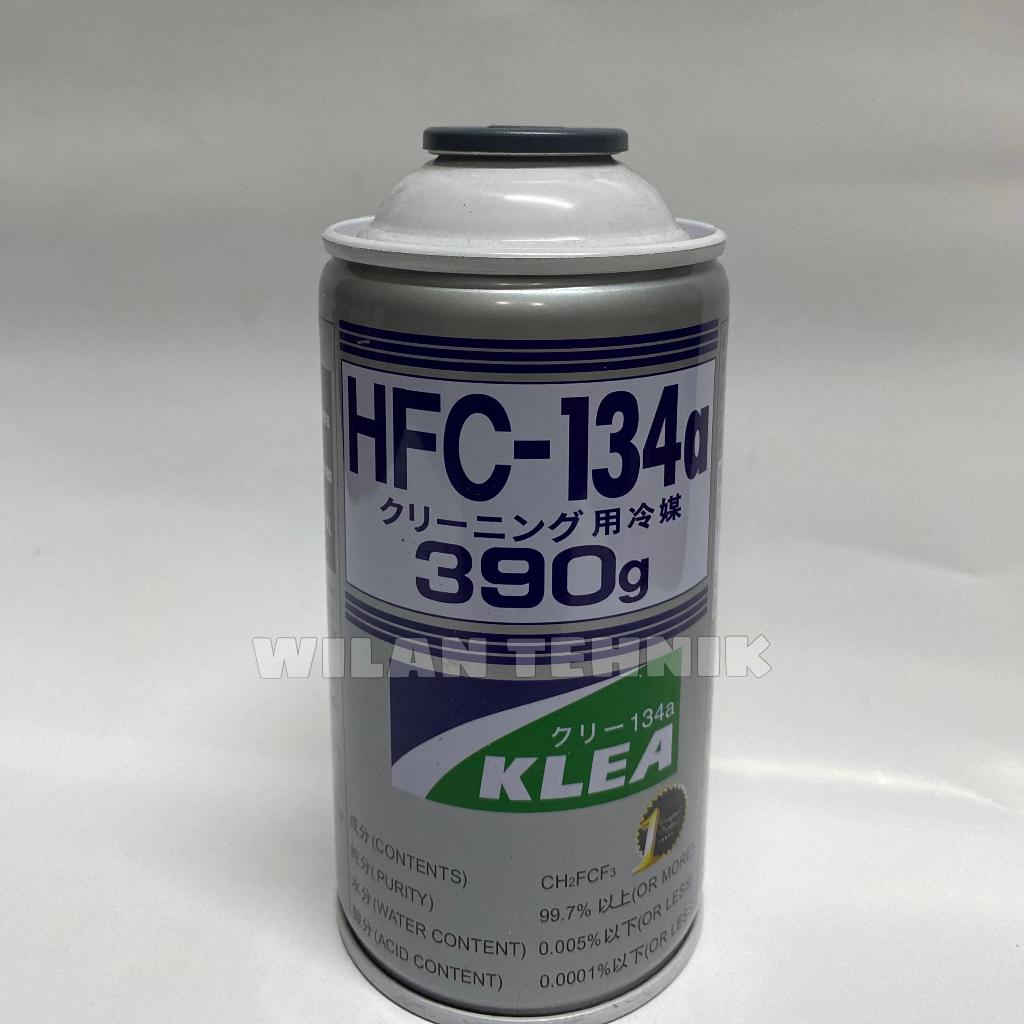 HFC-134a
クリーニング用冷媒
390g
WILAN TEHNIK
クリー134a
KLEA
1
成分(CONTENTS) CH₂FCF₃
純分(PURITY) 99.7% 以上(OR MORE)
水分(WATER CONTENT) 0.005%以下(OR LESS)
酸分(ACID CONTENT) 0.0001%以下(OR LESS